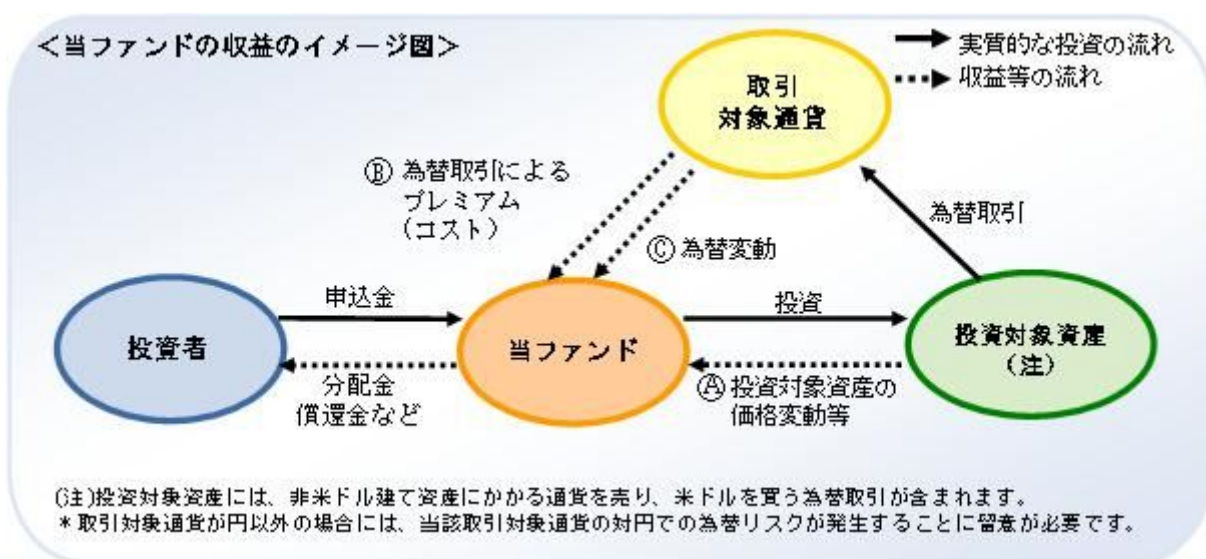 ＜当ファンドの収益のイメージ図＞
実質的な投資の流れ
収益等の流れ
取引
対象通貨
Ⓑ 為替取引による
プレミアム
（コスト）
Ⓒ 為替変動
為替取引
投資者
申込金
分配金
償還金など
当ファンド
投資
Ⓐ 投資対象資産の
価格変動等
投資対象資産
（注）
(注)投資対象資産には、非米ドル建て資産にかかる通貨を売り、米ドルを買う為替取引が含まれます。
＊取引対象通貨が円以外の場合には、当該取引対象通貨の対円での為替リスクが発生することに留意が必要です。